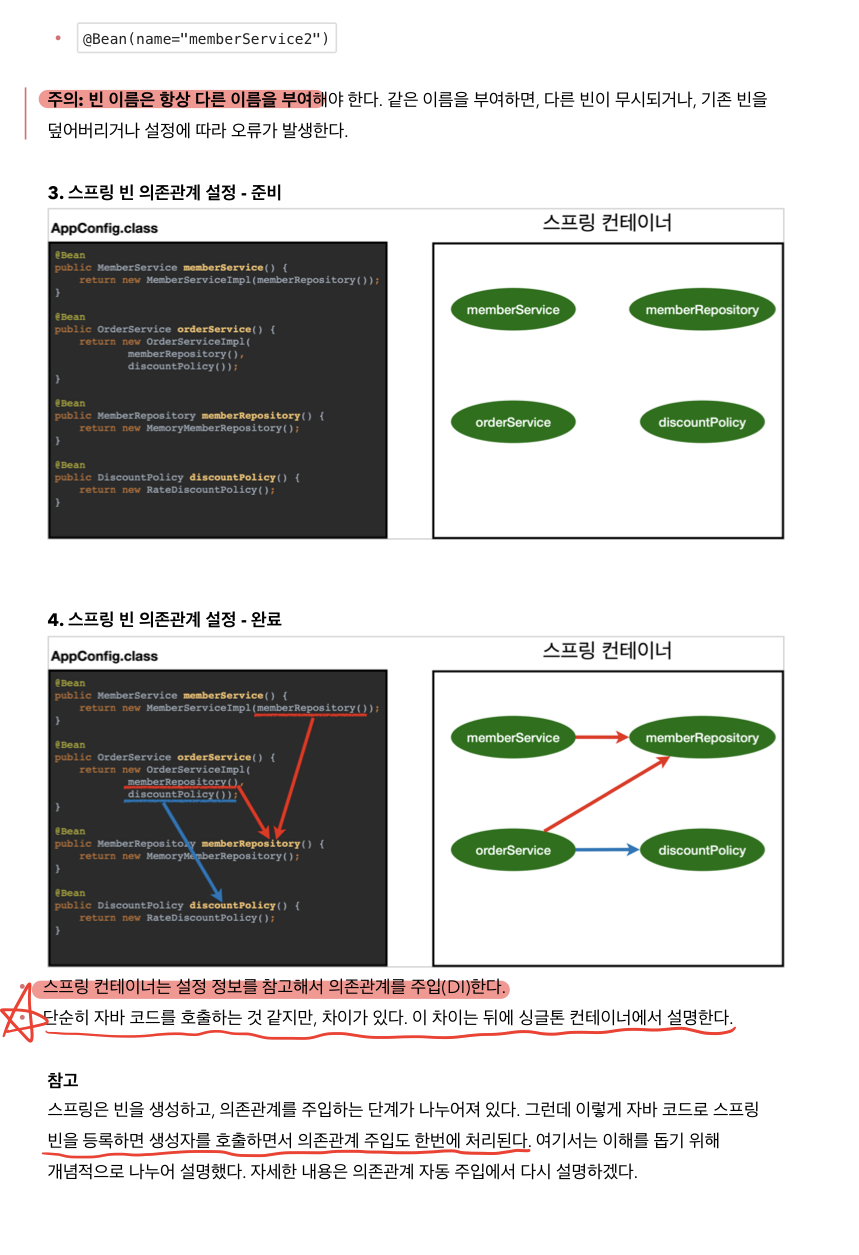 • @Bean(name="memberService2")
주의: 빈 이름은 항상 다른 이름을 부여해야 한다. 같은 이름을 부여하면, 다른 빈이 무시되거나, 기존 빈을
덮어버리거나 설정에 따라 오류가 발생한다.
3. 스프링 빈 의존관계 설정 - 준비
AppConfig.class
@Bean
public MemberService memberService() {
return new MemberServiceImpl(memberRepository());
}
@Bean
public OrderService orderService() {
return new OrderServiceImpl(
memberRepository(),
discountPolicy());
}
@Bean
public MemberRepository memberRepository() {
return new MemoryMemberRepository();
}
@Bean
public DiscountPolicy discountPolicy() {
return new RateDiscountPolicy();
}
스프링 컨테이너
memberService memberRepository
orderService discountPolicy
4. 스프링 빈 의존관계 설정 - 완료
AppConfig.class
@Bean
public MemberService memberService() {
return new MemberServiceImpl(memberRepository());
}
@Bean
public OrderService orderService() {
return new OrderServiceImpl(
memberRepository(),
discountPolicy());
}
@Bean
public MemberRepository memberRepository() {
return new MemoryMemberRepository();
}
@Bean
public DiscountPolicy discountPolicy() {
return new RateDiscountPolicy();
}
스프링 컨테이너
memberService memberRepository
orderService discountPolicy
• 스프링 컨테이너는 설정 정보를 참고해서 의존관계를 주입(DI)한다.
• 단순히 자바 코드를 호출하는 것 같지만, 차이가 있다. 이 차이는 뒤에 싱글톤 컨테이너에서 설명한다.
참고
스프링은 빈을 생성하고, 의존관계를 주입하는 단계가 나누어져 있다. 그런데 이렇게 자바 코드로 스프링
빈을 등록하면 생성자를 호출하면서 의존관계 주입도 한번에 처리된다. 여기서는 이해를 돕기 위해
개념적으로 나누어 설명했다. 자세한 내용은 의존관계 자동 주입에서 다시 설명하겠다.